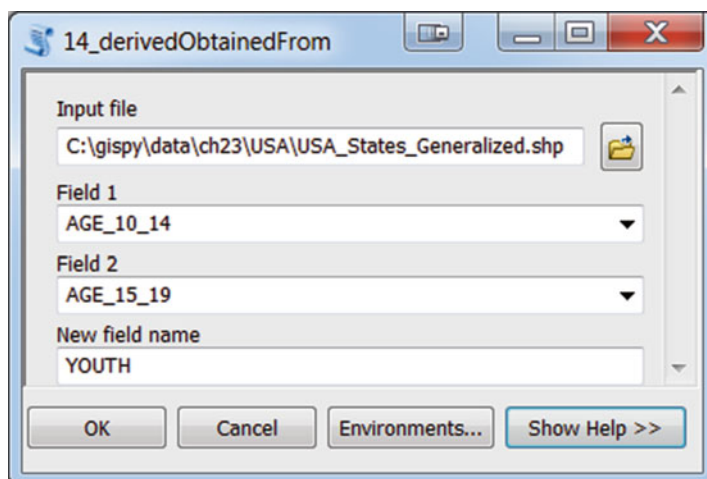 14_derivedObtainedFrom
Input file
C:\gispy\data\ch23\USA\USA_States_Generalized.shp
Field 1
AGE_10_14
Field 2
AGE_15_19
New field name
YOUTH
OK Cancel Environments... Show Help >>